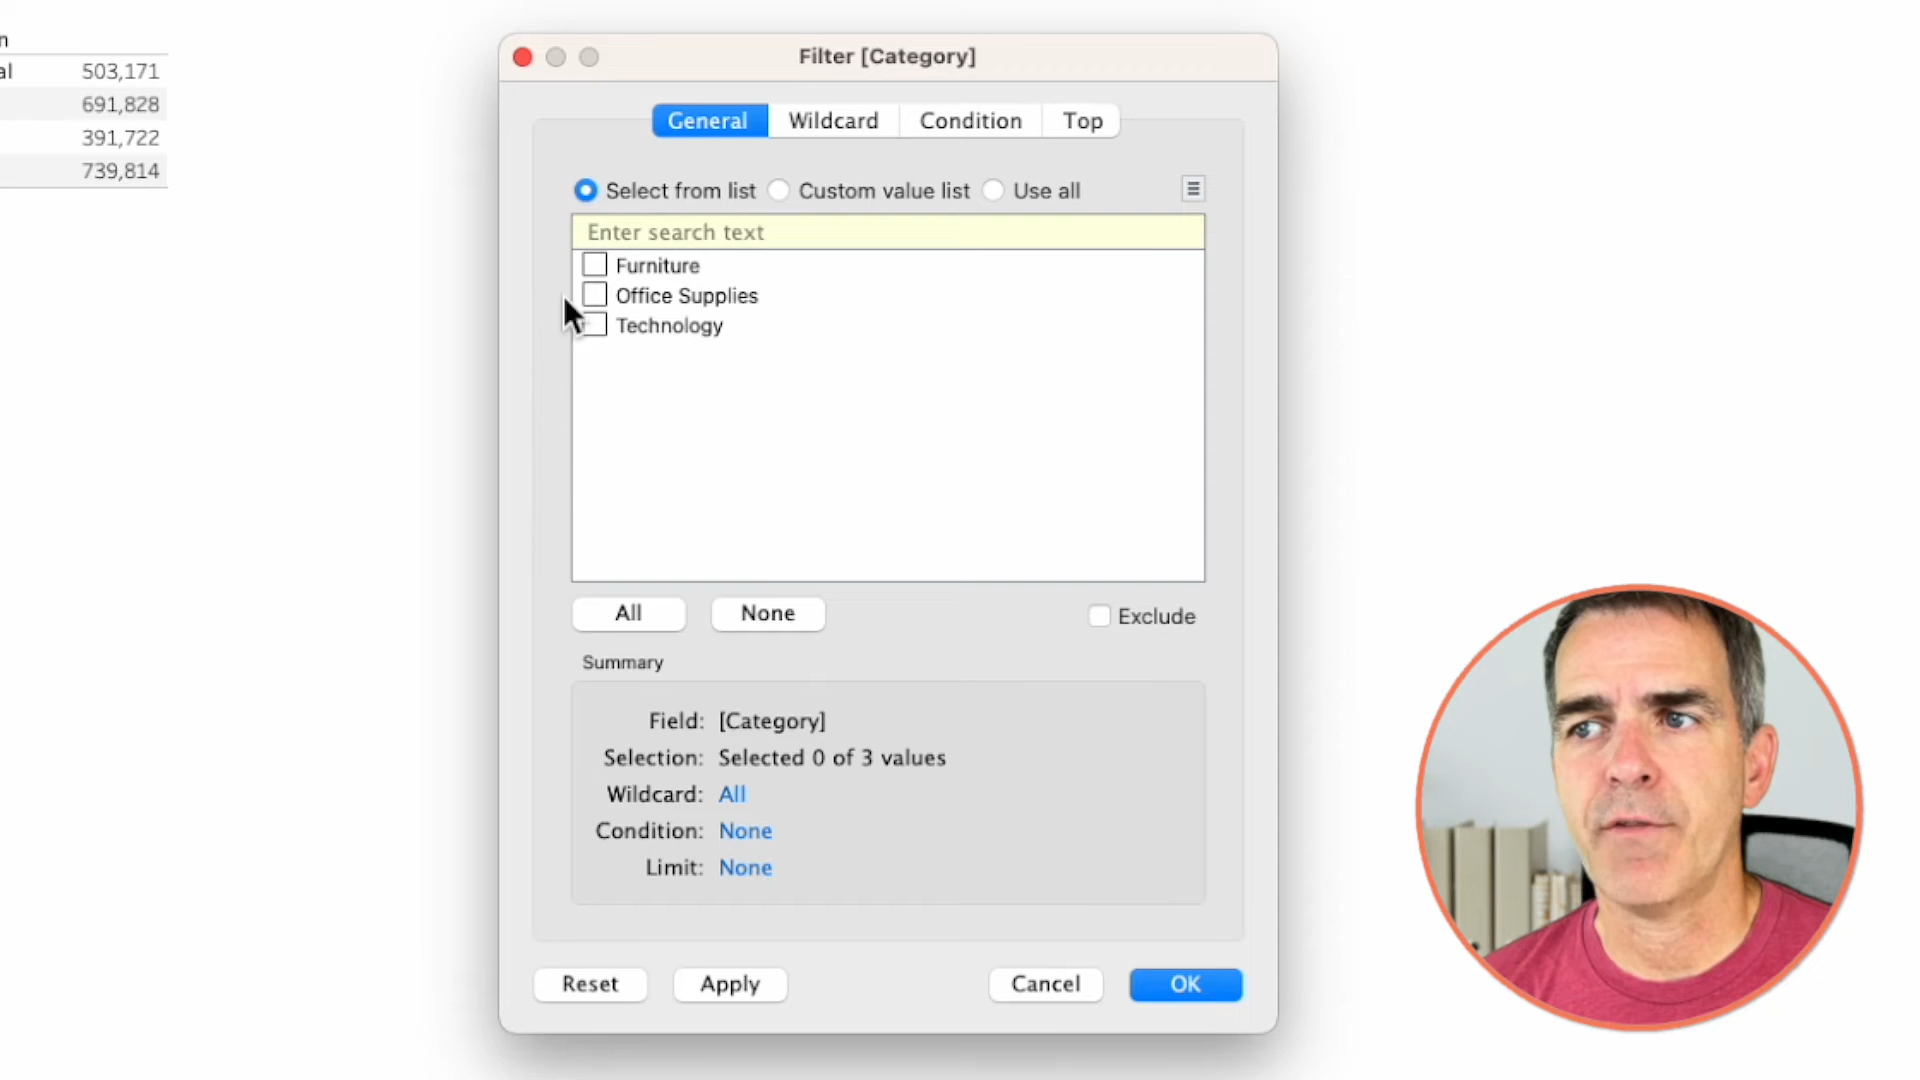 n
al 503,171
691,828
391,722
739,814
Filter [Category]
General Wildcard Condition Top
Select from list Custom value list Use all
Enter search text
Furniture
Office Supplies
Technology
All None Exclude
Summary
Field: [Category]
Selection: Selected 0 of 3 values
Wildcard: All
Condition: None
Limit: None
Reset Apply Cancel OK